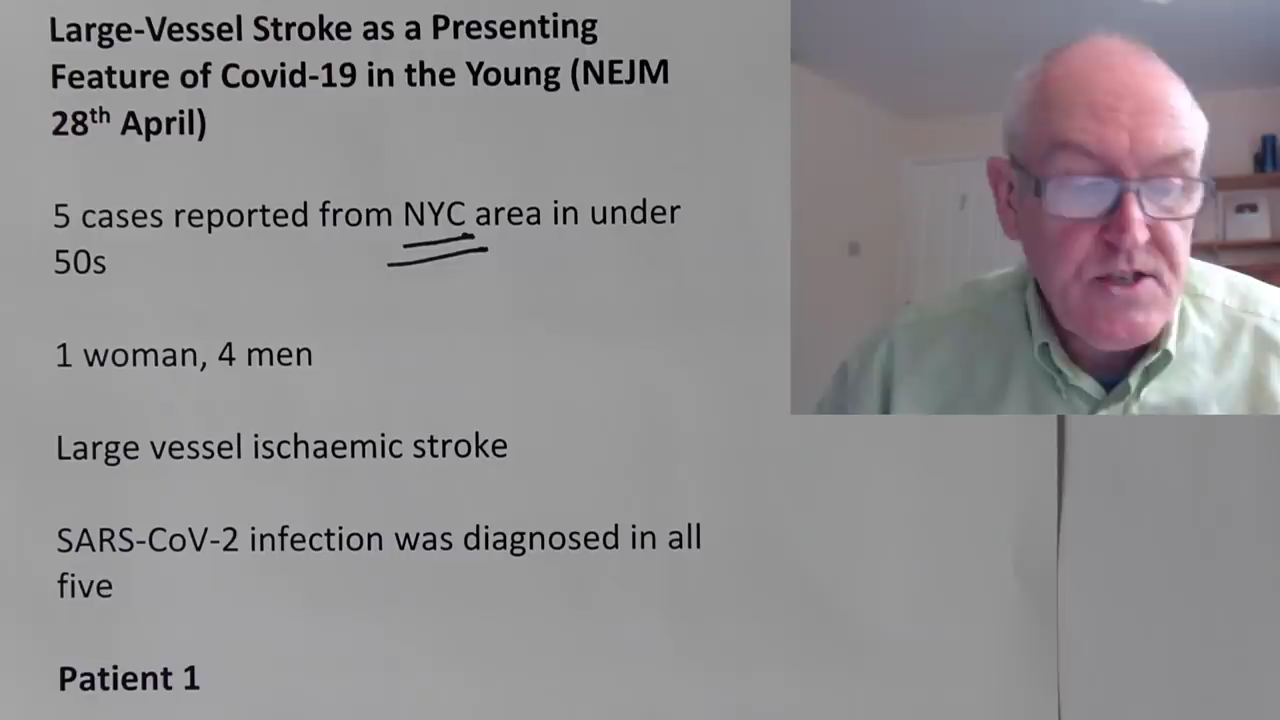 Large-Vessel Stroke as a Presenting
Feature of Covid-19 in the Young (NEJM
28th April)
5 cases reported from NYC area in under
50s
1 woman, 4 men
Large vessel ischaemic stroke
SARS-CoV-2 infection was diagnosed in all
five
Patient 1